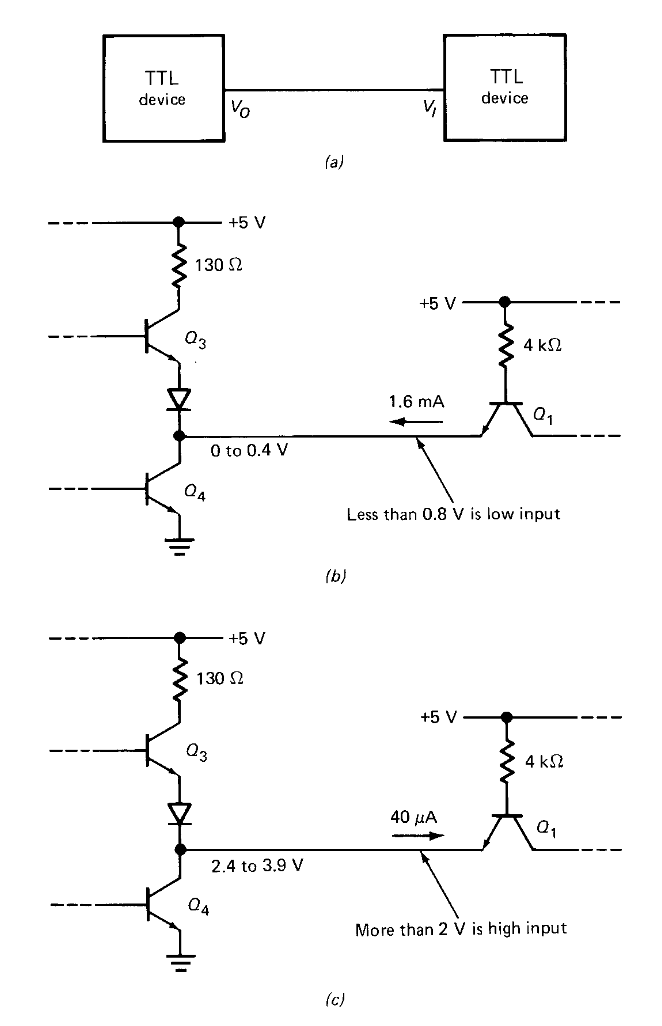 TTL
device
TTL
device
V_O
V_I
(a)
+5 V
130 Ω
Q_3
+5 V
4 kΩ
1.6 mA
Q_1
0 to 0.4 V
Q_4
Less than 0.8 V is low input
(b)
+5 V
130 Ω
+5 V
Q_3
4 kΩ
40 μA
Q_1
2.4 to 3.9 V
Q_4
More than 2 V is high input
(c)